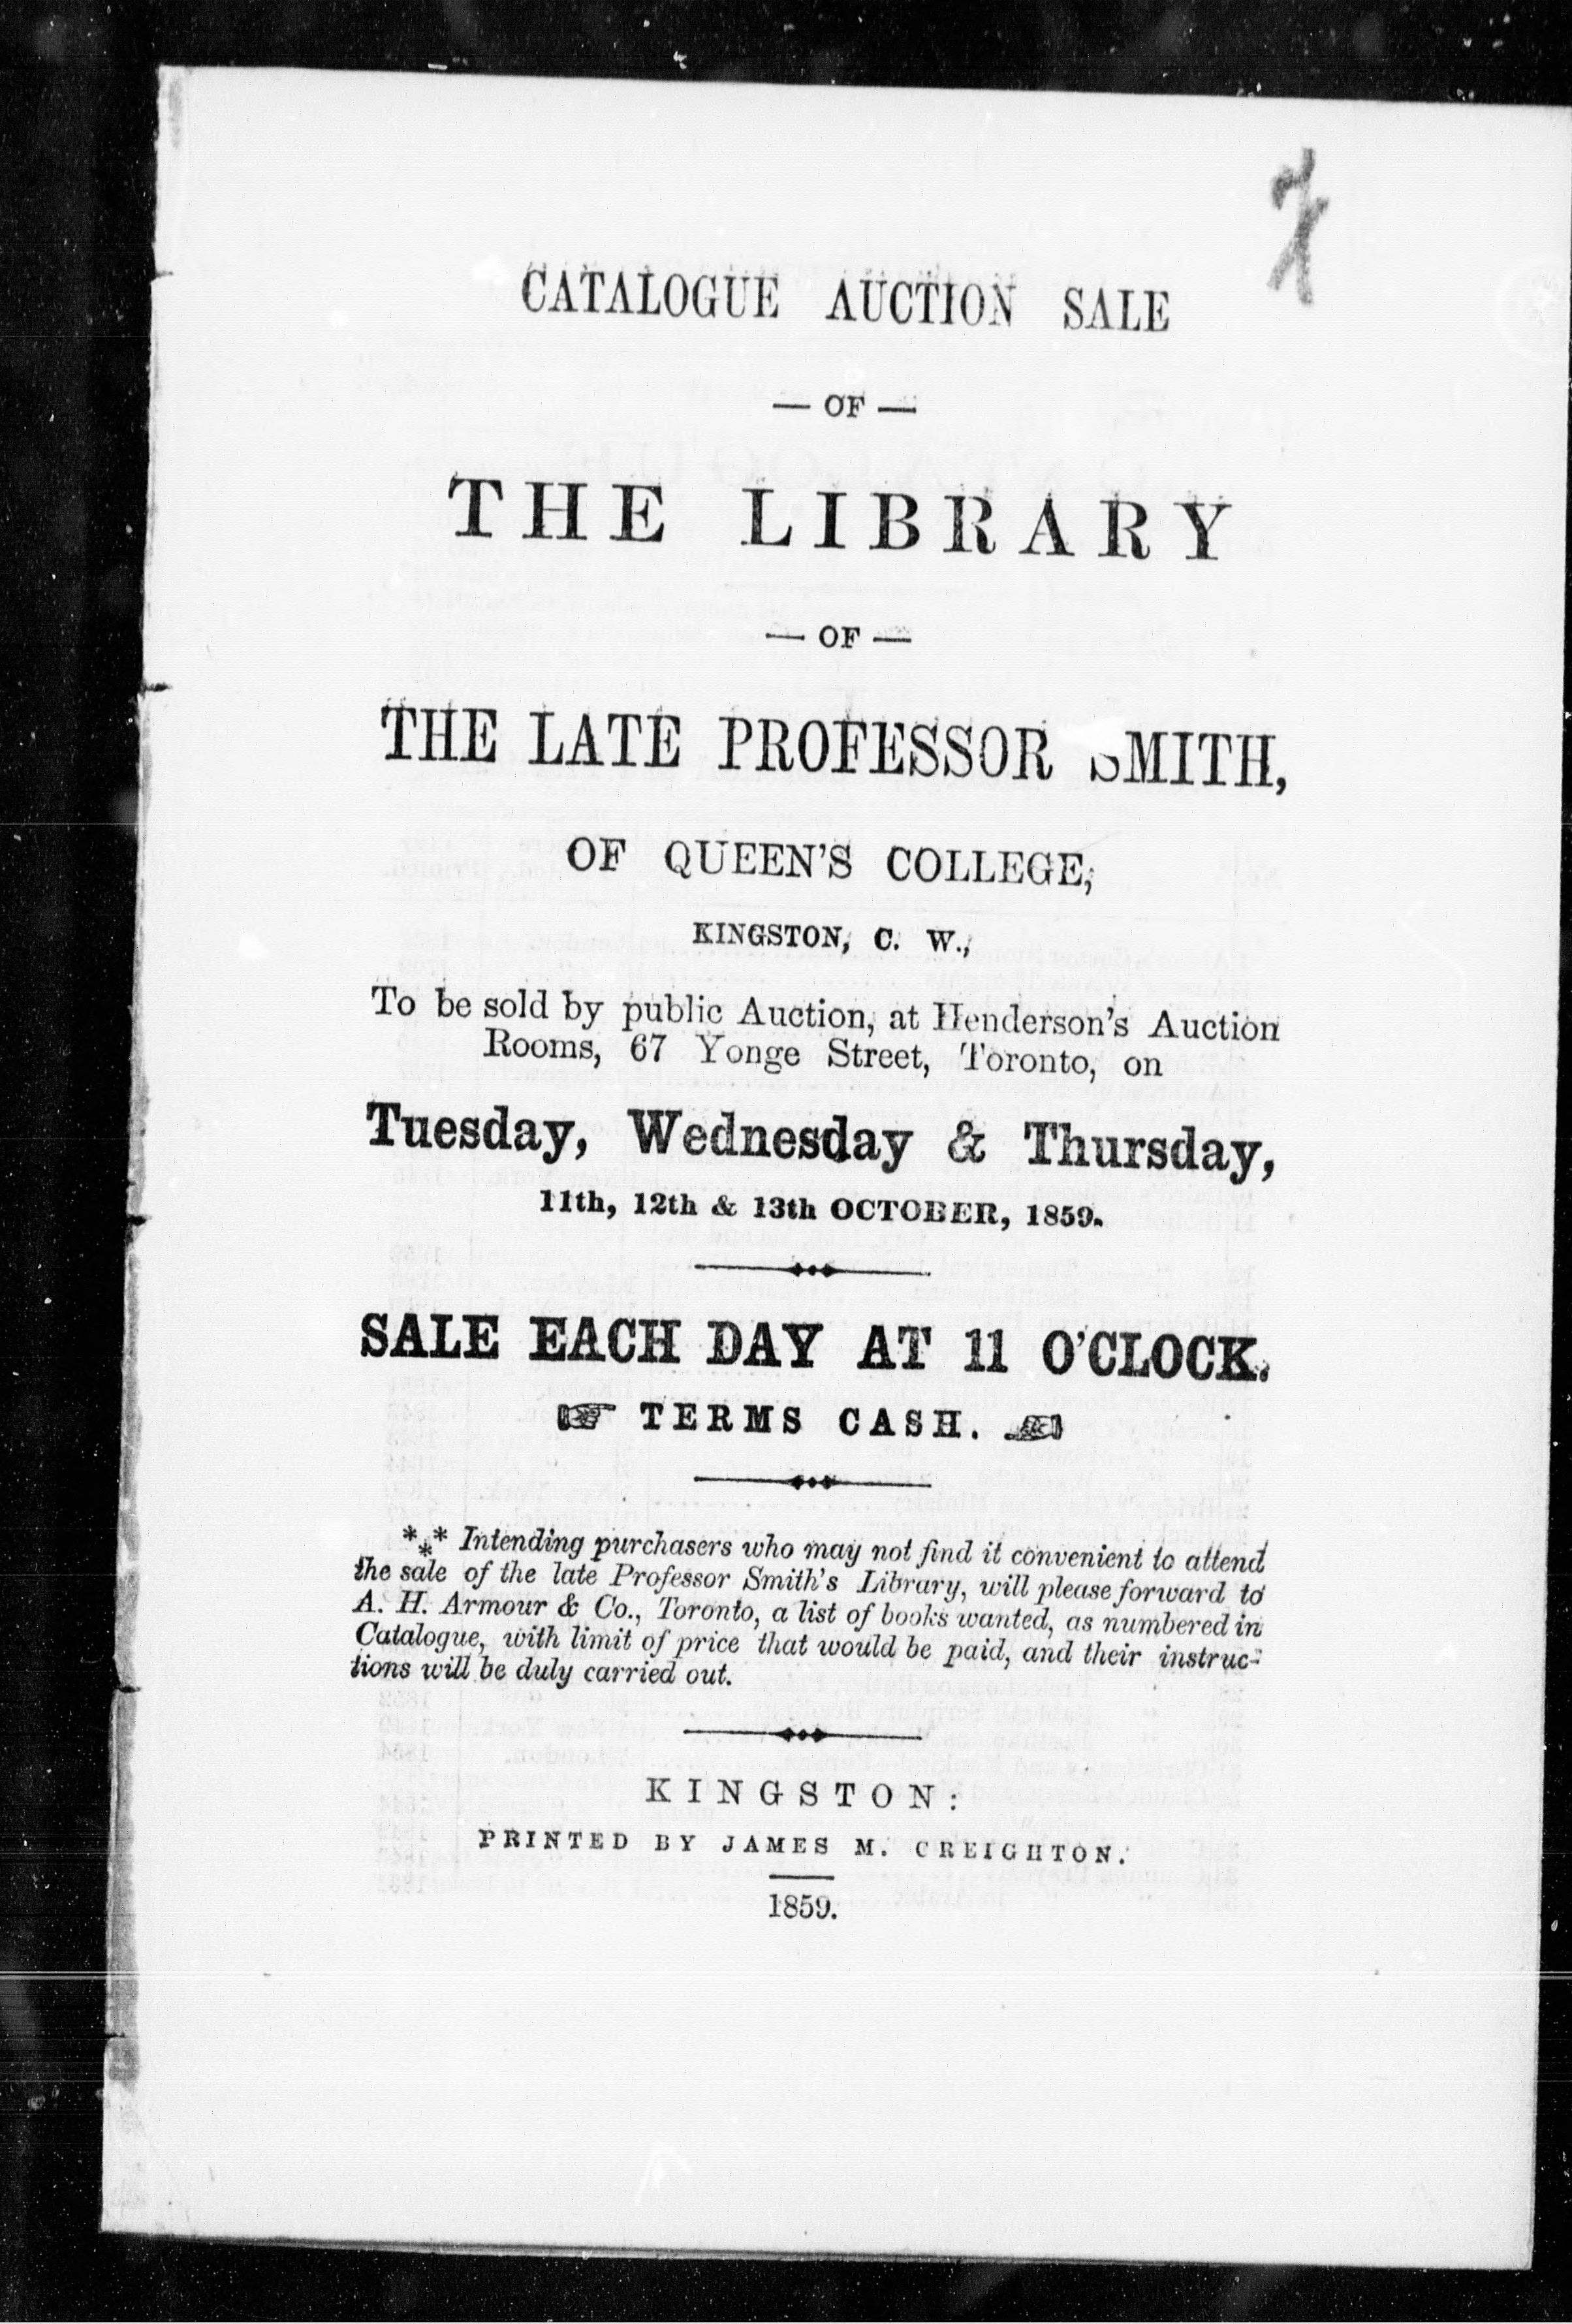 CATALOGUE AUCTION SALE
— OF —
THE LIBRARY
— OF —
THE LATE PROFESSOR SMITH,
OF QUEEN'S COLLEGE,
KINGSTON, C. W.,
To be sold by public Auction, at Henderson's Auction
Rooms, 67 Yonge Street, Toronto, on
Tuesday, Wednesday & Thursday,
11th, 12th & 13th OCTOBER, 1859.
SALE EACH DAY AT 11 O'CLOCK.
☞ TERMS CASH. ☜
*⁎* Intending purchasers who may not find it convenient to attend
the sale of the late Professor Smith's Library, will please forward to
A. H. Armour & Co., Toronto, a list of books wanted, as numbered in
Catalogue, with limit of price that would be paid, and their instruc-
tions will be duly carried out.
KINGSTON:
PRINTED BY JAMES M. CREIGHTON.
1859.